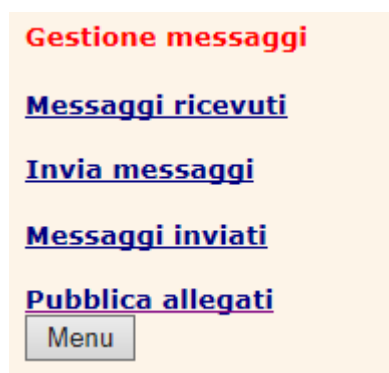 Gestione messaggi
Messaggi ricevuti
Invia messaggi
Messaggi inviati
Pubblica allegati
Menu